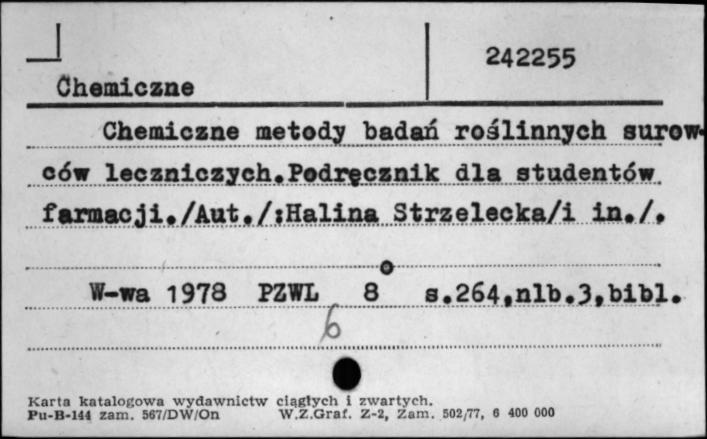 242255
Chemiczne
Chemiczne metody badań roślinnych surow-
ców leczniczych.Podręcznik dla studentów
farmacji./Aut./:Halina Strzelecka/i in./.
W-wa 1978 PZWL 8° s.264,nlb.3,bibl.
6
Karta katalogowa wydawnictw ciągłych i zwartych.
Pu-B-144 zam. 567/DW/On W.Z.Graf. Z-2, Zam. 502/77, 6 400 000